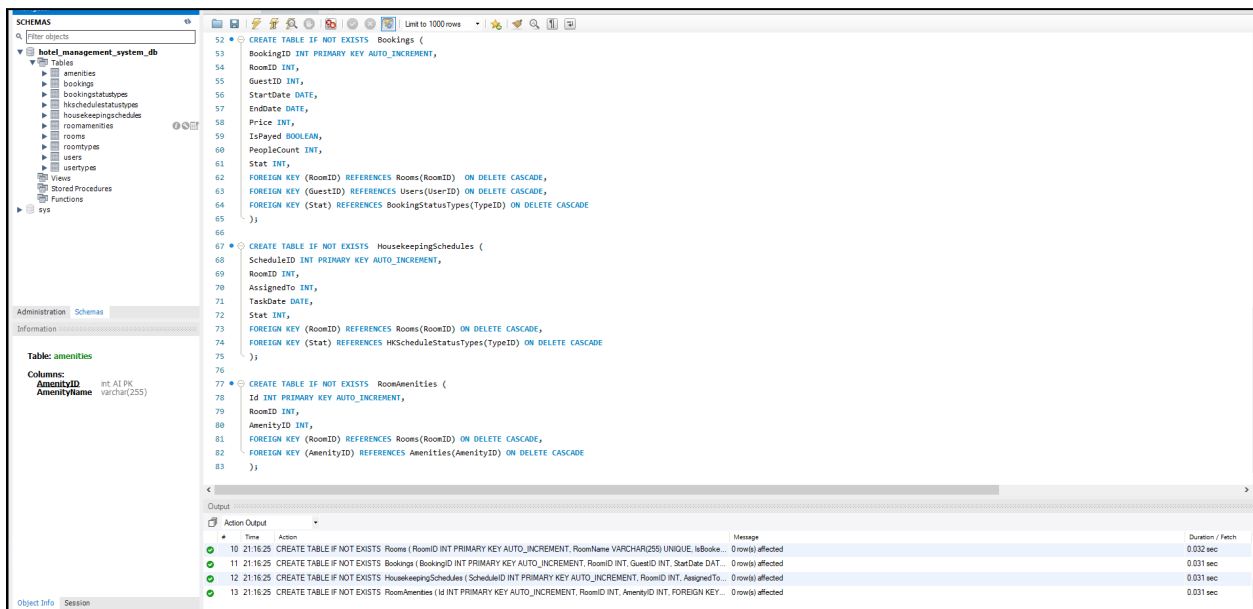 SCHEMAS
Filter objects
hotel_management_system_db
Tables
amenities
bookings
bookingstatustypes
hkschedulestatustypes
housekeepingschedules
roomamenities
rooms
roomtypes
users
usertypes
Views
Stored Procedures
Functions
sys
Administration Schemas
Information
Table: amenities
Columns:
AmenityID int AI PK
AmenityName varchar(255)
Object Info Session
Limit to 1000 rows
52 CREATE TABLE IF NOT EXISTS Bookings (
53 BookingID INT PRIMARY KEY AUTO_INCREMENT,
54 RoomID INT,
55 GuestID INT,
56 StartDate DATE,
57 EndDate DATE,
58 Price INT,
59 IsPayed BOOLEAN,
60 PeopleCount INT,
61 Stat INT,
62 FOREIGN KEY (RoomID) REFERENCES Rooms(RoomID) ON DELETE CASCADE,
63 FOREIGN KEY (GuestID) REFERENCES Users(UserID) ON DELETE CASCADE,
64 FOREIGN KEY (Stat) REFERENCES BookingStatusTypes(TypeID) ON DELETE CASCADE
65 );
66
67 CREATE TABLE IF NOT EXISTS HousekeepingSchedules (
68 ScheduleID INT PRIMARY KEY AUTO_INCREMENT,
69 RoomID INT,
70 AssignedTo INT,
71 TaskDate DATE,
72 Stat INT,
73 FOREIGN KEY (RoomID) REFERENCES Rooms(RoomID) ON DELETE CASCADE,
74 FOREIGN KEY (Stat) REFERENCES HKScheduleStatusTypes(TypeID) ON DELETE CASCADE
75 );
76
77 CREATE TABLE IF NOT EXISTS RoomAmenities (
78 Id INT PRIMARY KEY AUTO_INCREMENT,
79 RoomID INT,
80 AmenityID INT,
81 FOREIGN KEY (RoomID) REFERENCES Rooms(RoomID) ON DELETE CASCADE,
82 FOREIGN KEY (AmenityID) REFERENCES Amenities(AmenityID) ON DELETE CASCADE
83 );
Output
Action Output
# Time Action Message Duration / Fetch
10 21:16:25 CREATE TABLE IF NOT EXISTS Rooms ( RoomID INT PRIMARY KEY AUTO_INCREMENT, RoomName VARCHAR(255) UNIQUE, IsBooke... 0 row(s) affected 0.032 sec
11 21:16:25 CREATE TABLE IF NOT EXISTS Bookings ( BookingID INT PRIMARY KEY AUTO_INCREMENT, RoomID INT, GuestID INT, StartDate DAT... 0 row(s) affected 0.031 sec
12 21:16:25 CREATE TABLE IF NOT EXISTS HousekeepingSchedules ( ScheduleID INT PRIMARY KEY AUTO_INCREMENT, RoomID INT, AssignedTo... 0 row(s) affected 0.031 sec
13 21:16:25 CREATE TABLE IF NOT EXISTS RoomAmenities ( Id INT PRIMARY KEY AUTO_INCREMENT, RoomID INT, AmenityID INT, FOREIGN KEY... 0 row(s) affected 0.031 sec